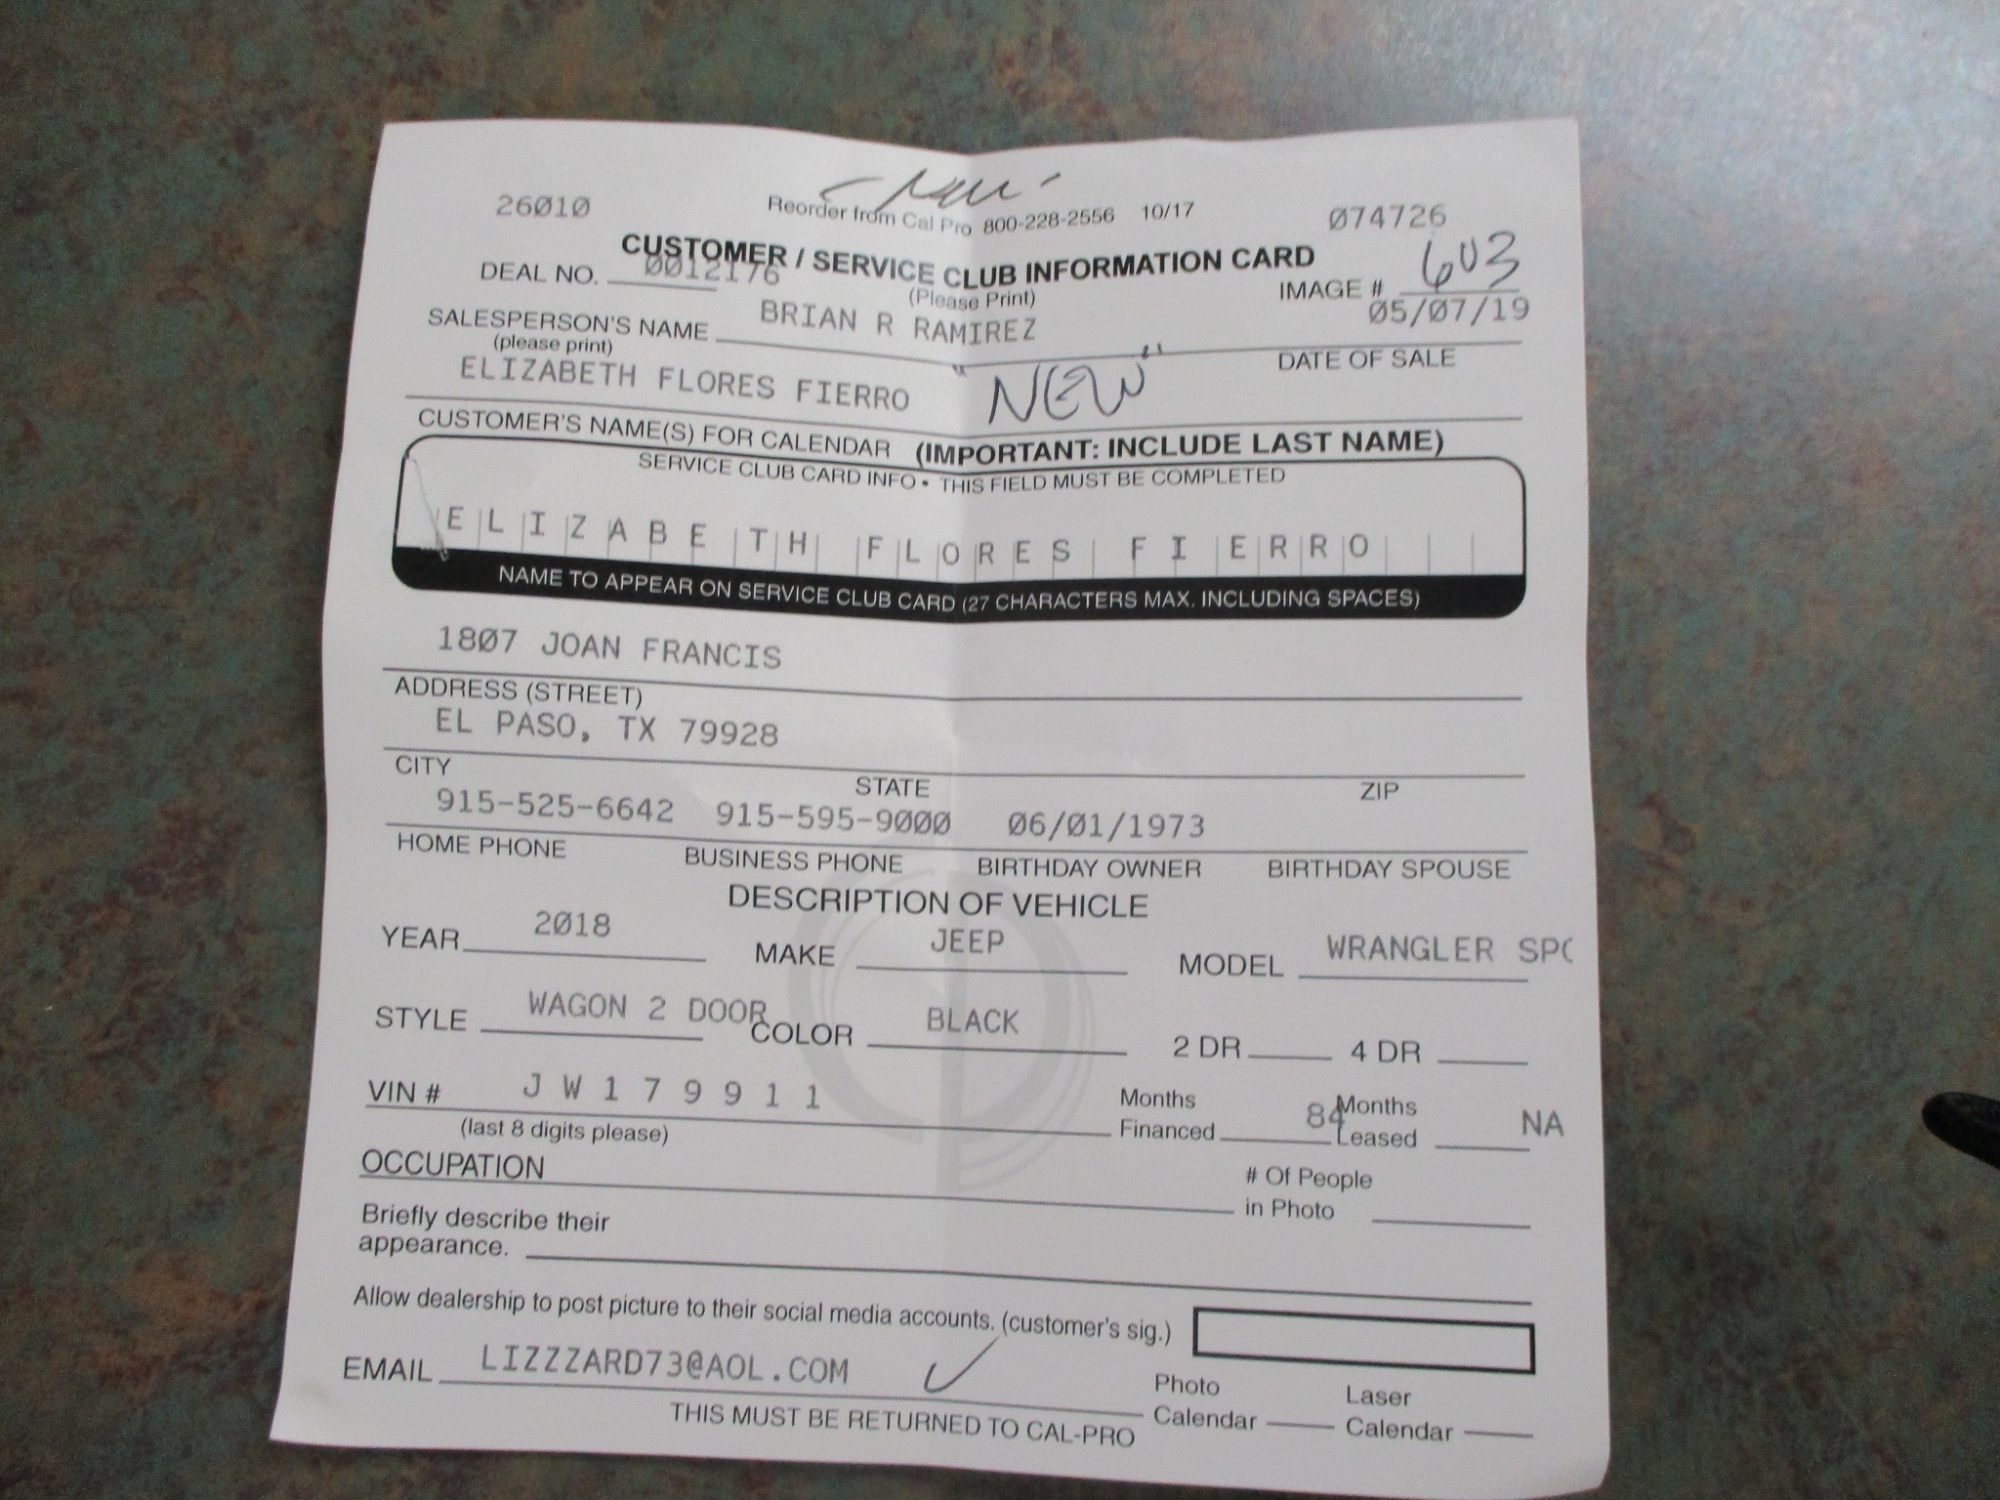 26010 Reorder from Cal Pro 800-228-2556 10/17 074726
CUSTOMER / SERVICE CLUB INFORMATION CARD
DEAL NO. 0012176 (Please Print) IMAGE # 603
SALESPERSON'S NAME BRIAN R RAMIREZ 05/07/19
(please print) DATE OF SALE
ELIZABETH FLORES FIERRO "NEW"
CUSTOMER'S NAME(S) FOR CALENDAR (IMPORTANT: INCLUDE LAST NAME)
SERVICE CLUB CARD INFO • THIS FIELD MUST BE COMPLETED
ELIZABETH FLORES FIERRO
NAME TO APPEAR ON SERVICE CLUB CARD (27 CHARACTERS MAX. INCLUDING SPACES)
1807 JOAN FRANCIS
ADDRESS (STREET)
EL PASO, TX 79928
CITY STATE ZIP
915-525-6642 915-595-9000 06/01/1973
HOME PHONE BUSINESS PHONE BIRTHDAY OWNER BIRTHDAY SPOUSE
DESCRIPTION OF VEHICLE
YEAR 2018 MAKE JEEP MODEL WRANGLER SPO
STYLE WAGON 2 DOOR COLOR BLACK 2 DR 4 DR
VIN # JW179911 Months Financed 84 Months Leased NA
(last 8 digits please)
OCCUPATION # Of People in Photo
Briefly describe their
appearance.
Allow dealership to post picture to their social media accounts. (customer's sig.)
EMAIL LIZZZARD73@AOL.COM Photo Calendar Laser Calendar
THIS MUST BE RETURNED TO CAL-PRO